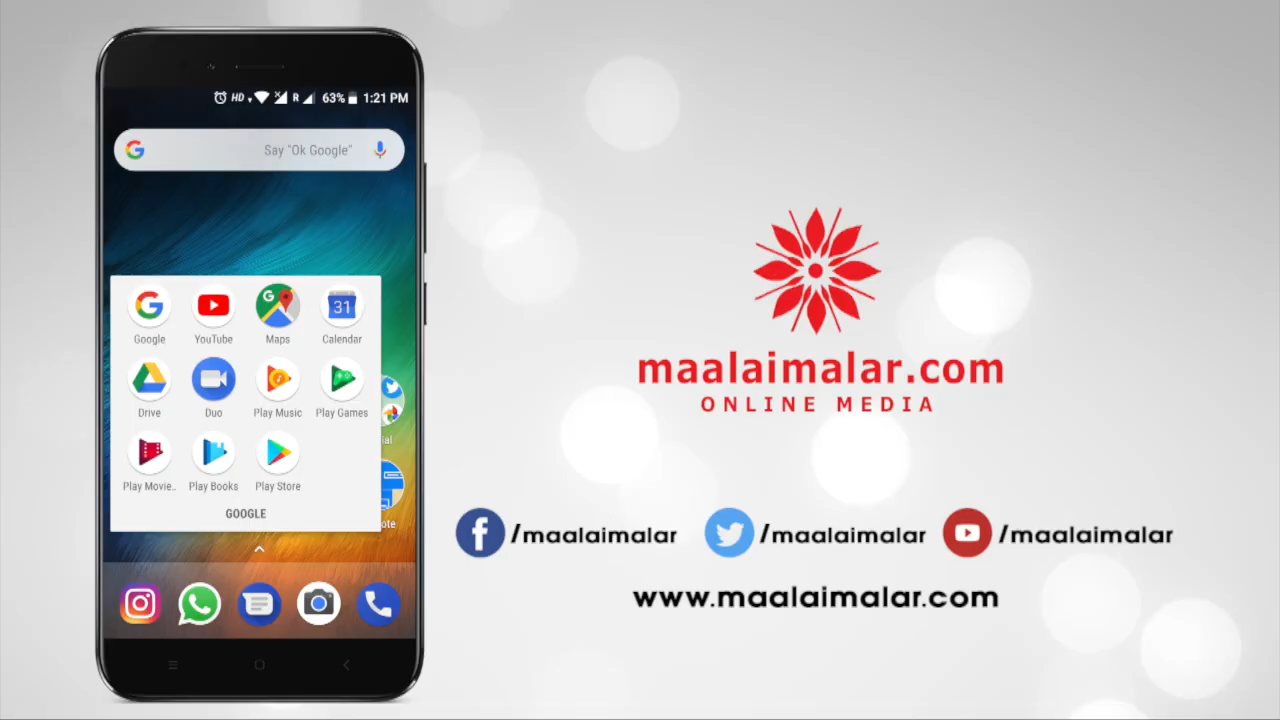 HD R 63% 1:21 PM
Say "Ok Google"
Google YouTube Maps Calendar
31
Drive Duo Play Music Play Games
Play Movie.. Play Books Play Store
GOOGLE
maalaimalar.com
ONLINE MEDIA
/maalaimalar /maalaimalar /maalaimalar
www.maalaimalar.com